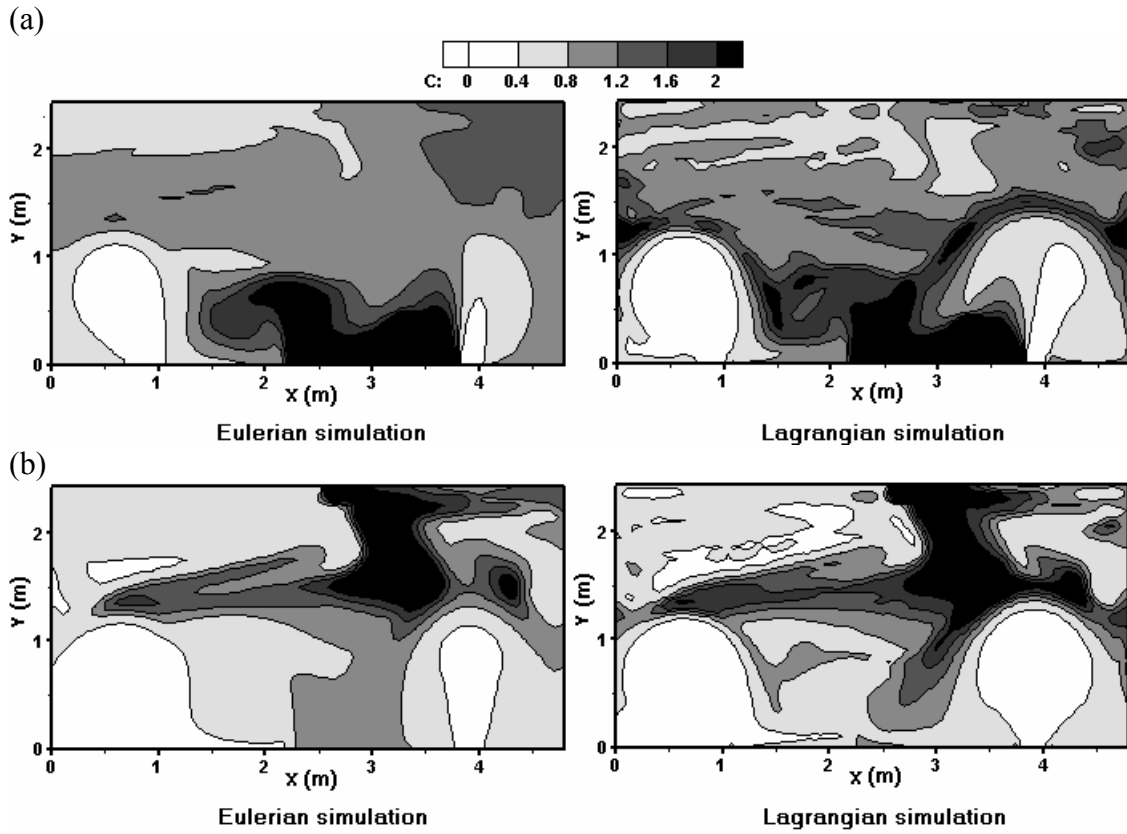 (a)
C: 0 0.4 0.8 1.2 1.6 2
Y (m)
2
1
0
0 1 2 3 4
X (m)
Eulerian simulation
Y (m)
2
1
0
0 1 2 3 4
X (m)
Lagrangian simulation
(b)
Y (m)
2
1
0
0 1 2 3 4
X (m)
Eulerian simulation
Y (m)
2
1
0
0 1 2 3 4
X (m)
Lagrangian simulation